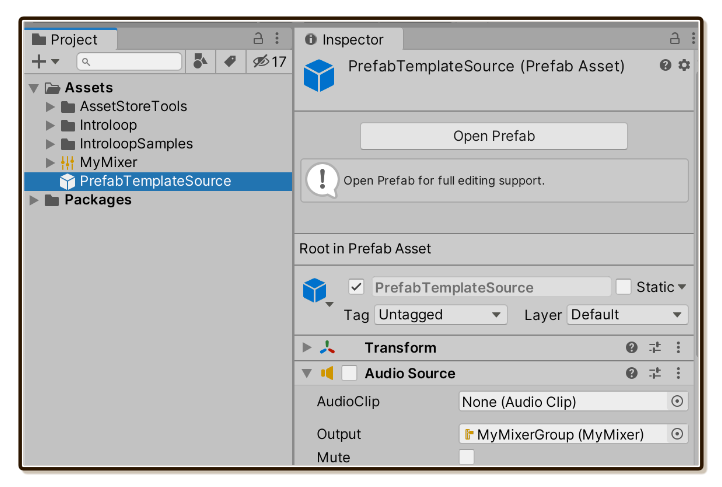 Project
17
Assets
AssetStoreTools
Introloop
IntroloopSamples
MyMixer
PrefabTemplateSource
Packages
Inspector
PrefabTemplateSource (Prefab Asset)
Open Prefab
Open Prefab for full editing support.
Root in Prefab Asset
PrefabTemplateSource
Static
Tag Untagged Layer Default
Transform
Audio Source
AudioClip None (Audio Clip)
Output MyMixerGroup (MyMixer)
Mute